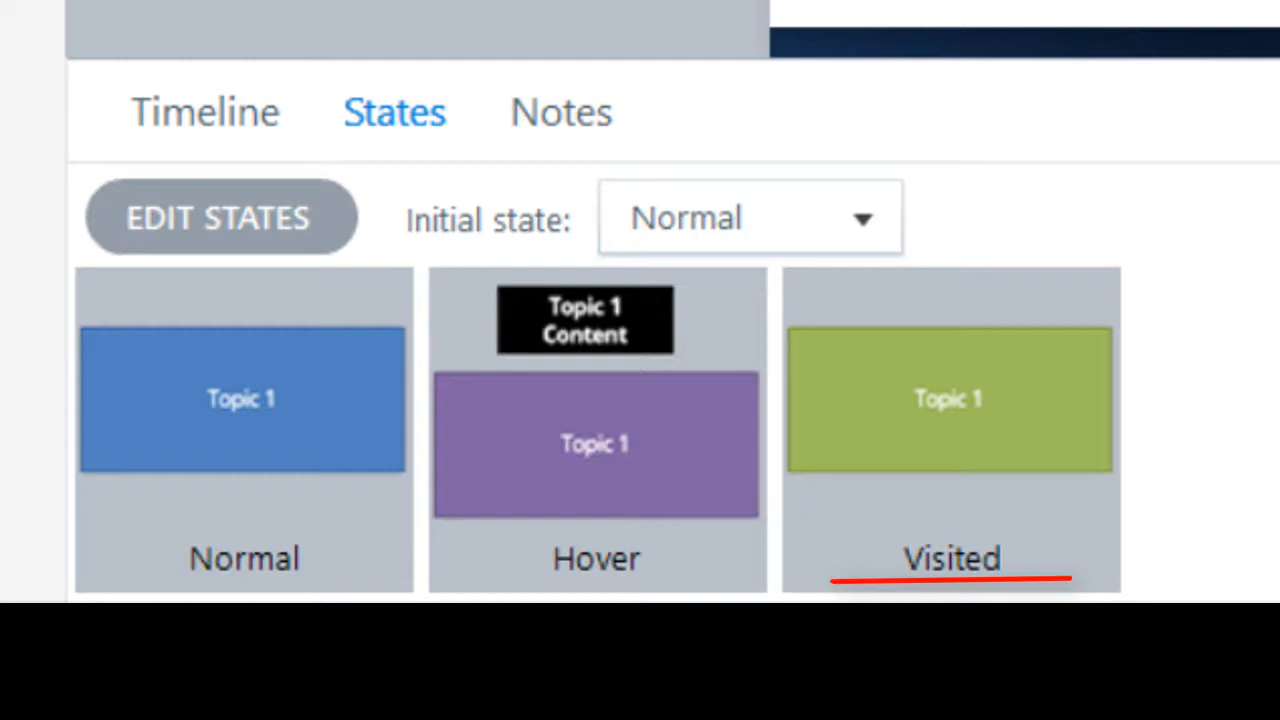 Timeline States Notes
EDIT STATES Initial state: Normal
Topic 1
Content
Topic 1 Topic 1 Topic 1
Normal Hover Visited